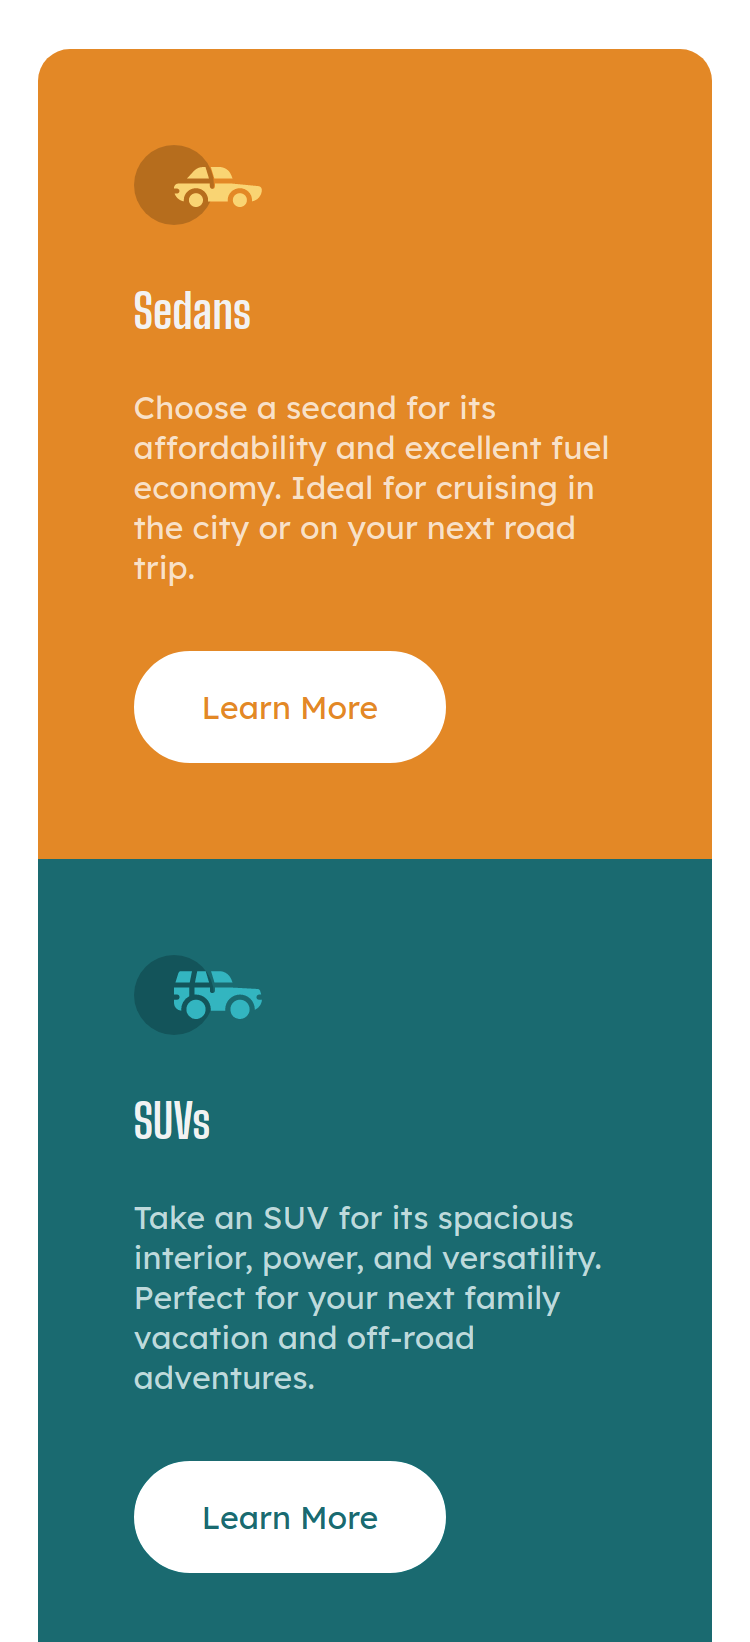 Sedans
Choose a secand for its
affordability and excellent fuel
economy. Ideal for cruising in
the city or on your next road
trip.
Learn More
SUVs
Take an SUV for its spacious
interior, power, and versatility.
Perfect for your next family
vacation and off-road
adventures.
Learn More